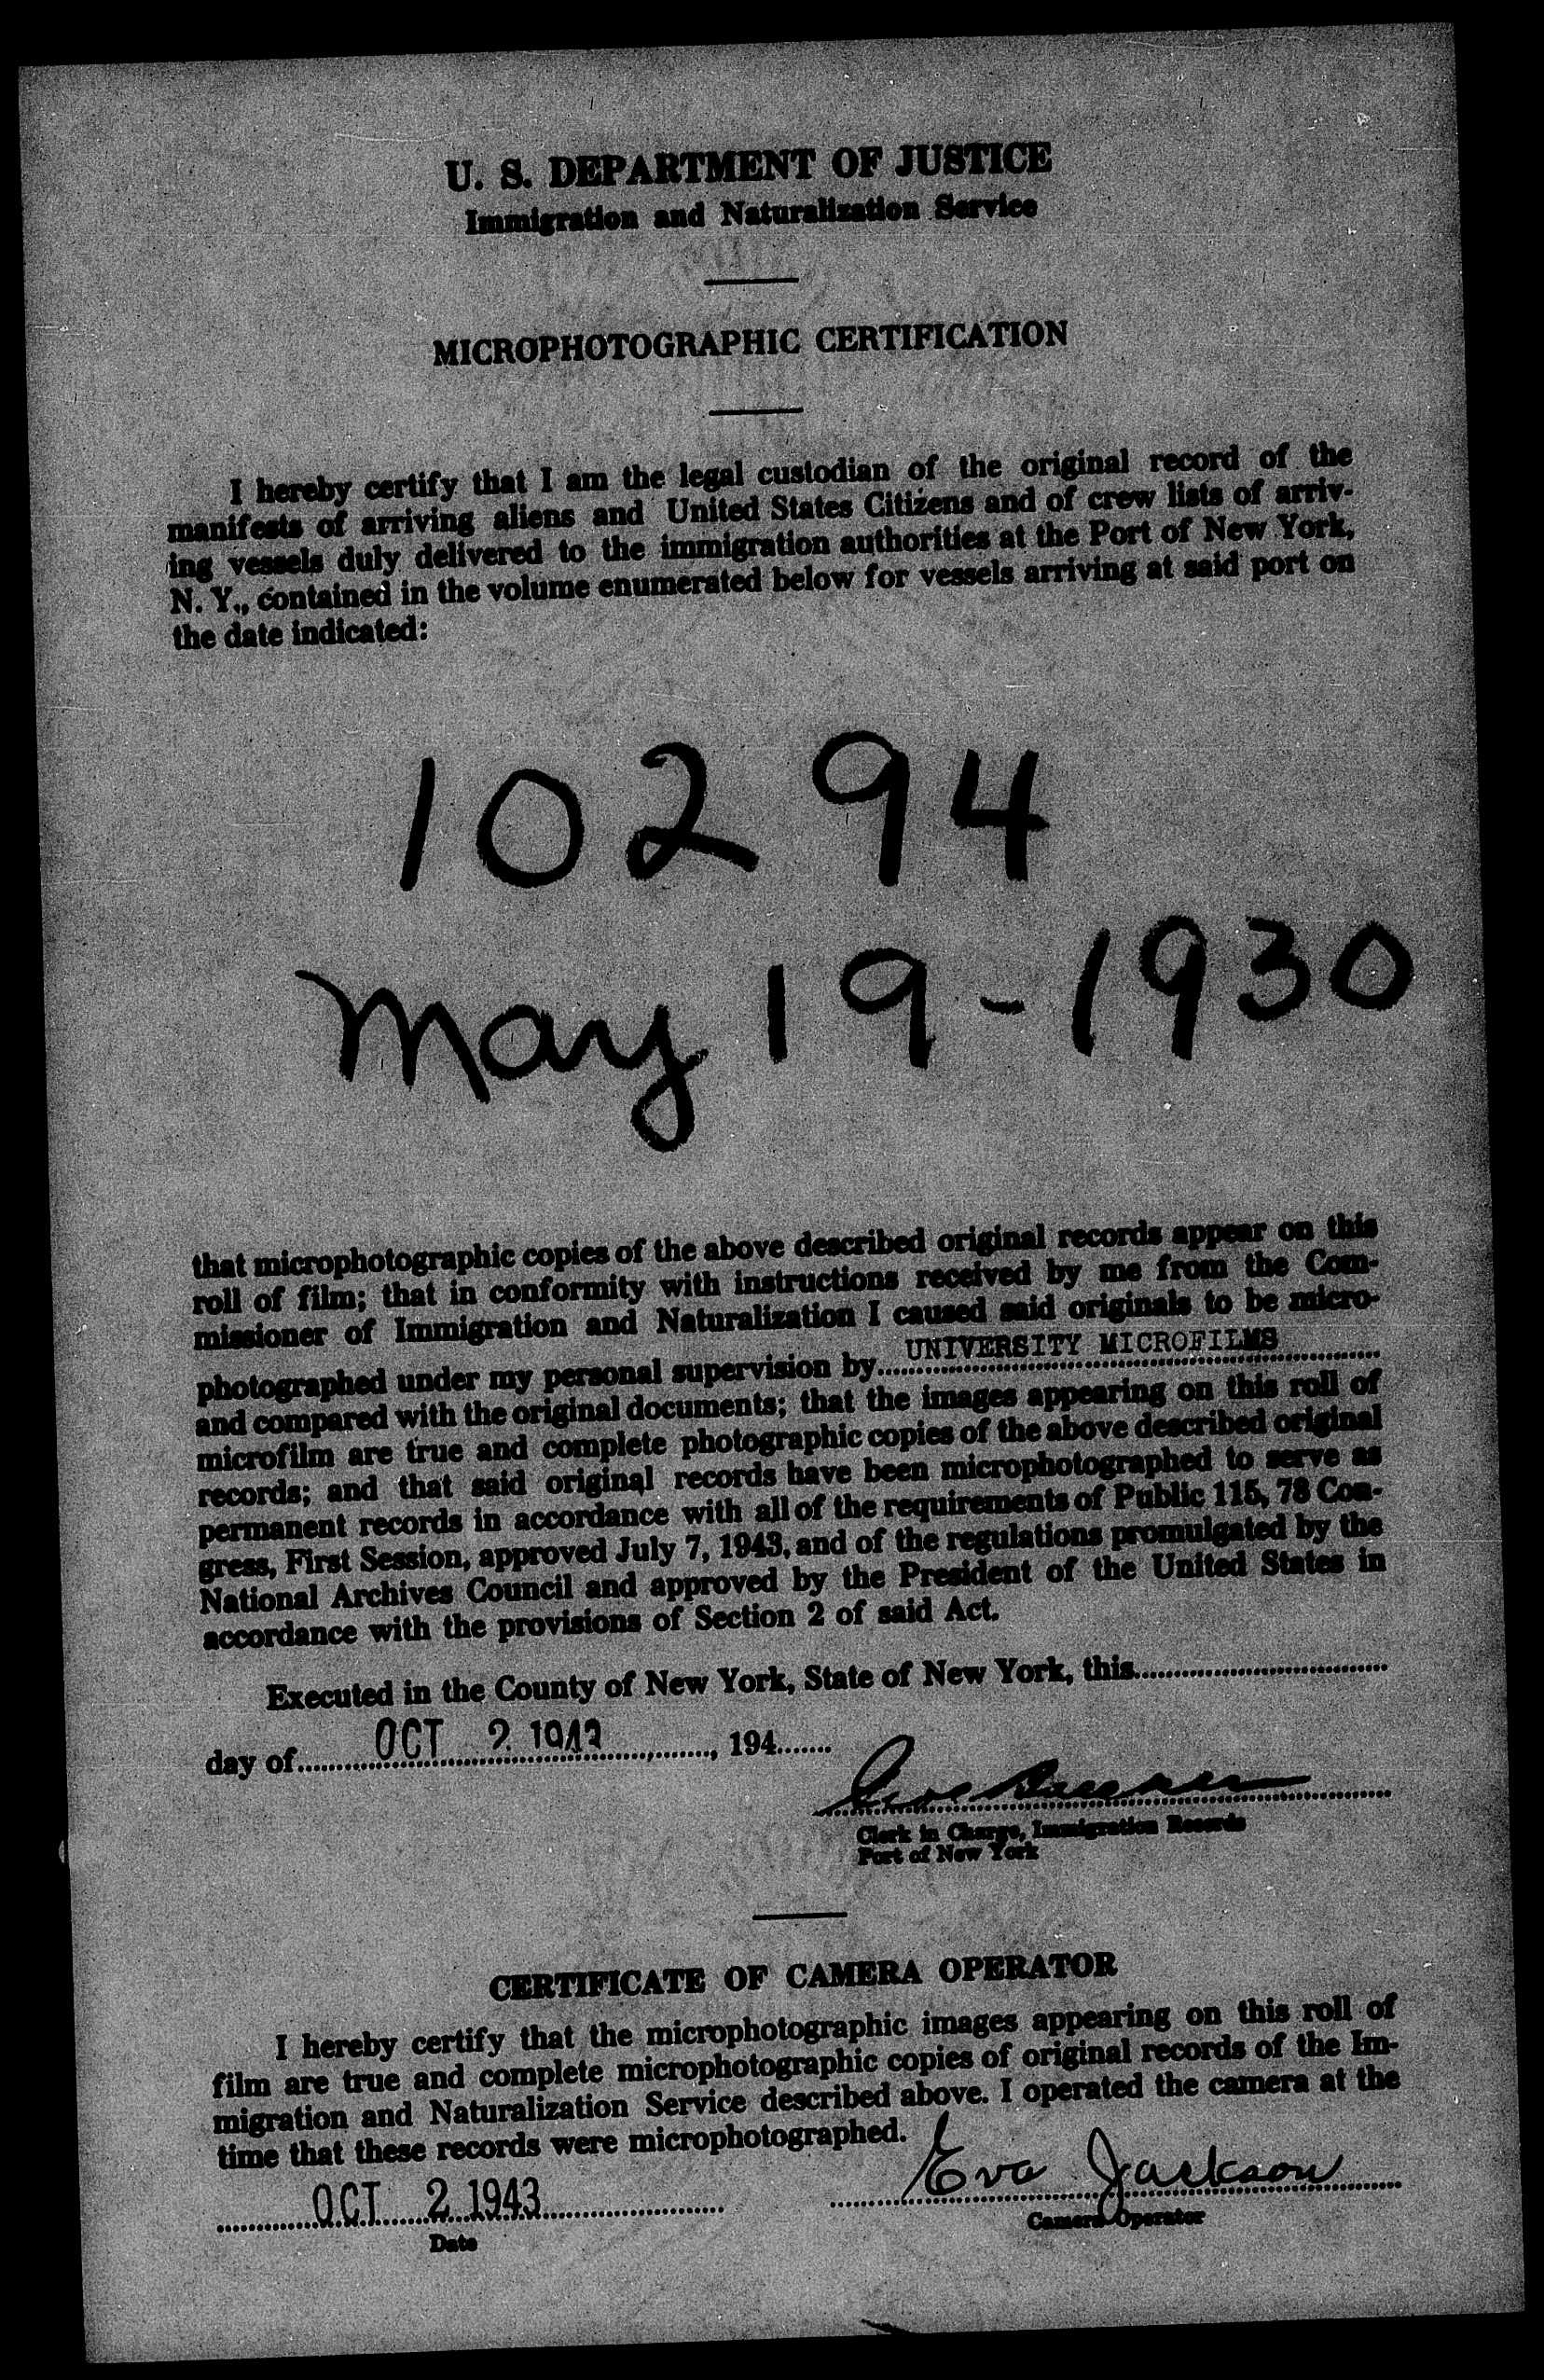 U. S. DEPARTMENT OF JUSTICE
Immigration and Naturalization Service
MICROPHOTOGRAPHIC CERTIFICATION
I hereby certify that I am the legal custodian of the original record of the
manifests of arriving aliens and United States Citizens and of crew lists of arriv-
ing vessels duly delivered to the immigration authorities at the Port of New York,
N. Y., contained in the volume enumerated below for vessels arriving at said port on
the date indicated:
10294
May 19-1930
that microphotographic copies of the above described original records appear on this
roll of film; that in conformity with instructions received by me from the Com-
missioner of Immigration and Naturalization I caused said originals to be micro-
photographed under my personal supervision by UNIVERSITY MICROFILMS
and compared with the original documents; that the images appearing on this roll of
microfilm are true and complete photographic copies of the above described original
records; and that said original records have been microphotographed to serve as
permanent records in accordance with all of the requirements of Public 115, 78 Con-
gress, First Session, approved July 7, 1943, and of the regulations promulgated by the
National Archives Council and approved by the President of the United States in
accordance with the provisions of Section 2 of said Act.
Executed in the County of New York, State of New York, this
day of OCT 2 1943, 194
Clerk in Charge, Immigration Records
Port of New York
CERTIFICATE OF CAMERA OPERATOR
I hereby certify that the microphotographic images appearing on this roll of
film are true and complete microphotographic copies of original records of the Im-
migration and Naturalization Service described above. I operated the camera at the
time that these records were microphotographed.
OCT 2 1943 Eva Jackson
Date Camera Operator